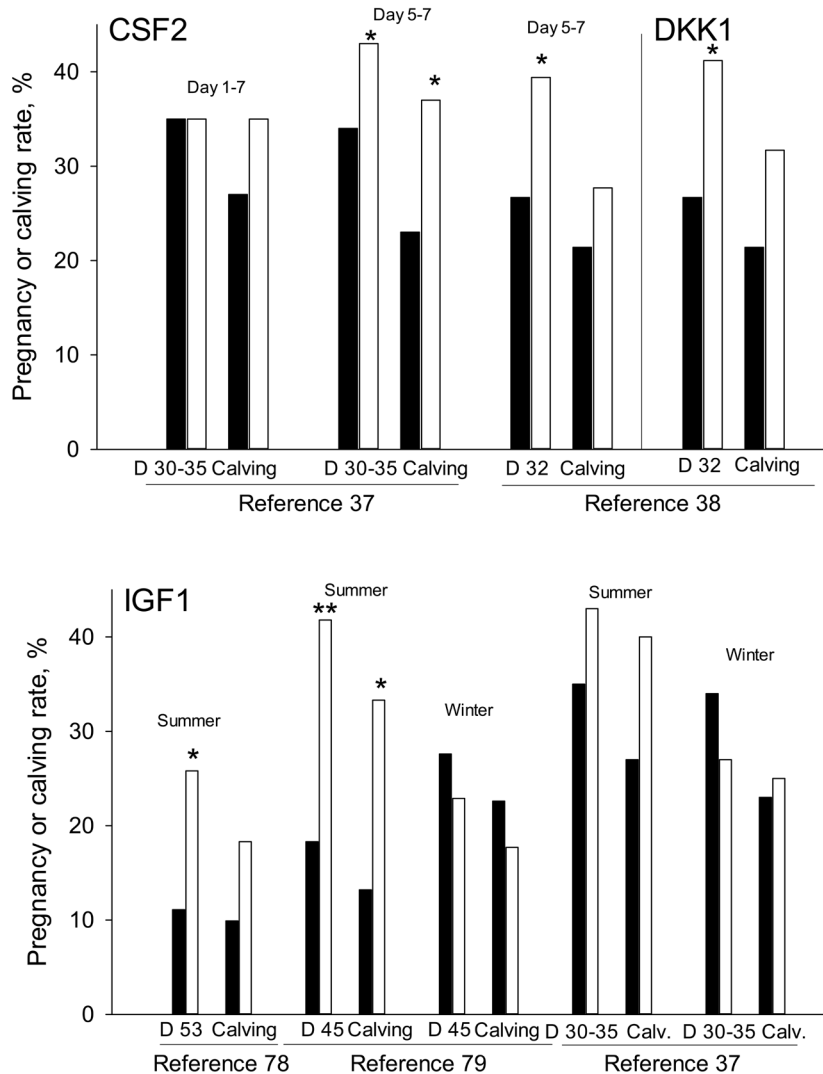 CSF2
Day 5-7
Day 5-7
DKK1
Day 1-7
*
*
*
*
Pregnancy or calving rate, %
40
30
20
10
0
D 30-35 Calving
D 30-35 Calving
D 32 Calving
D 32 Calving
Reference 37
Reference 38
IGF1
Summer
Summer
Winter
Winter
Summer
**
*
*
Pregnancy or calving rate, %
40
30
20
10
0
D 53 Calving
D 45 Calving
D 45 Calving
D 30-35 Calv.
D 30-35 Calv.
Reference 78
Reference 79
Reference 37